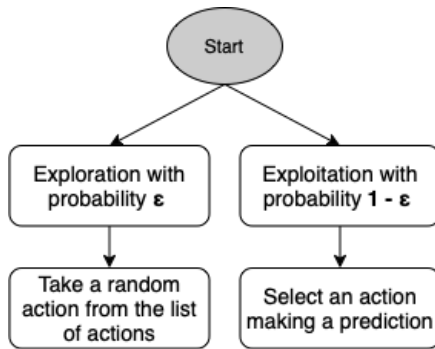 Start
Exploration with
probability ε
Exploitation with
probability 1 - ε
Take a random
action from the list
of actions
Select an action
making a prediction